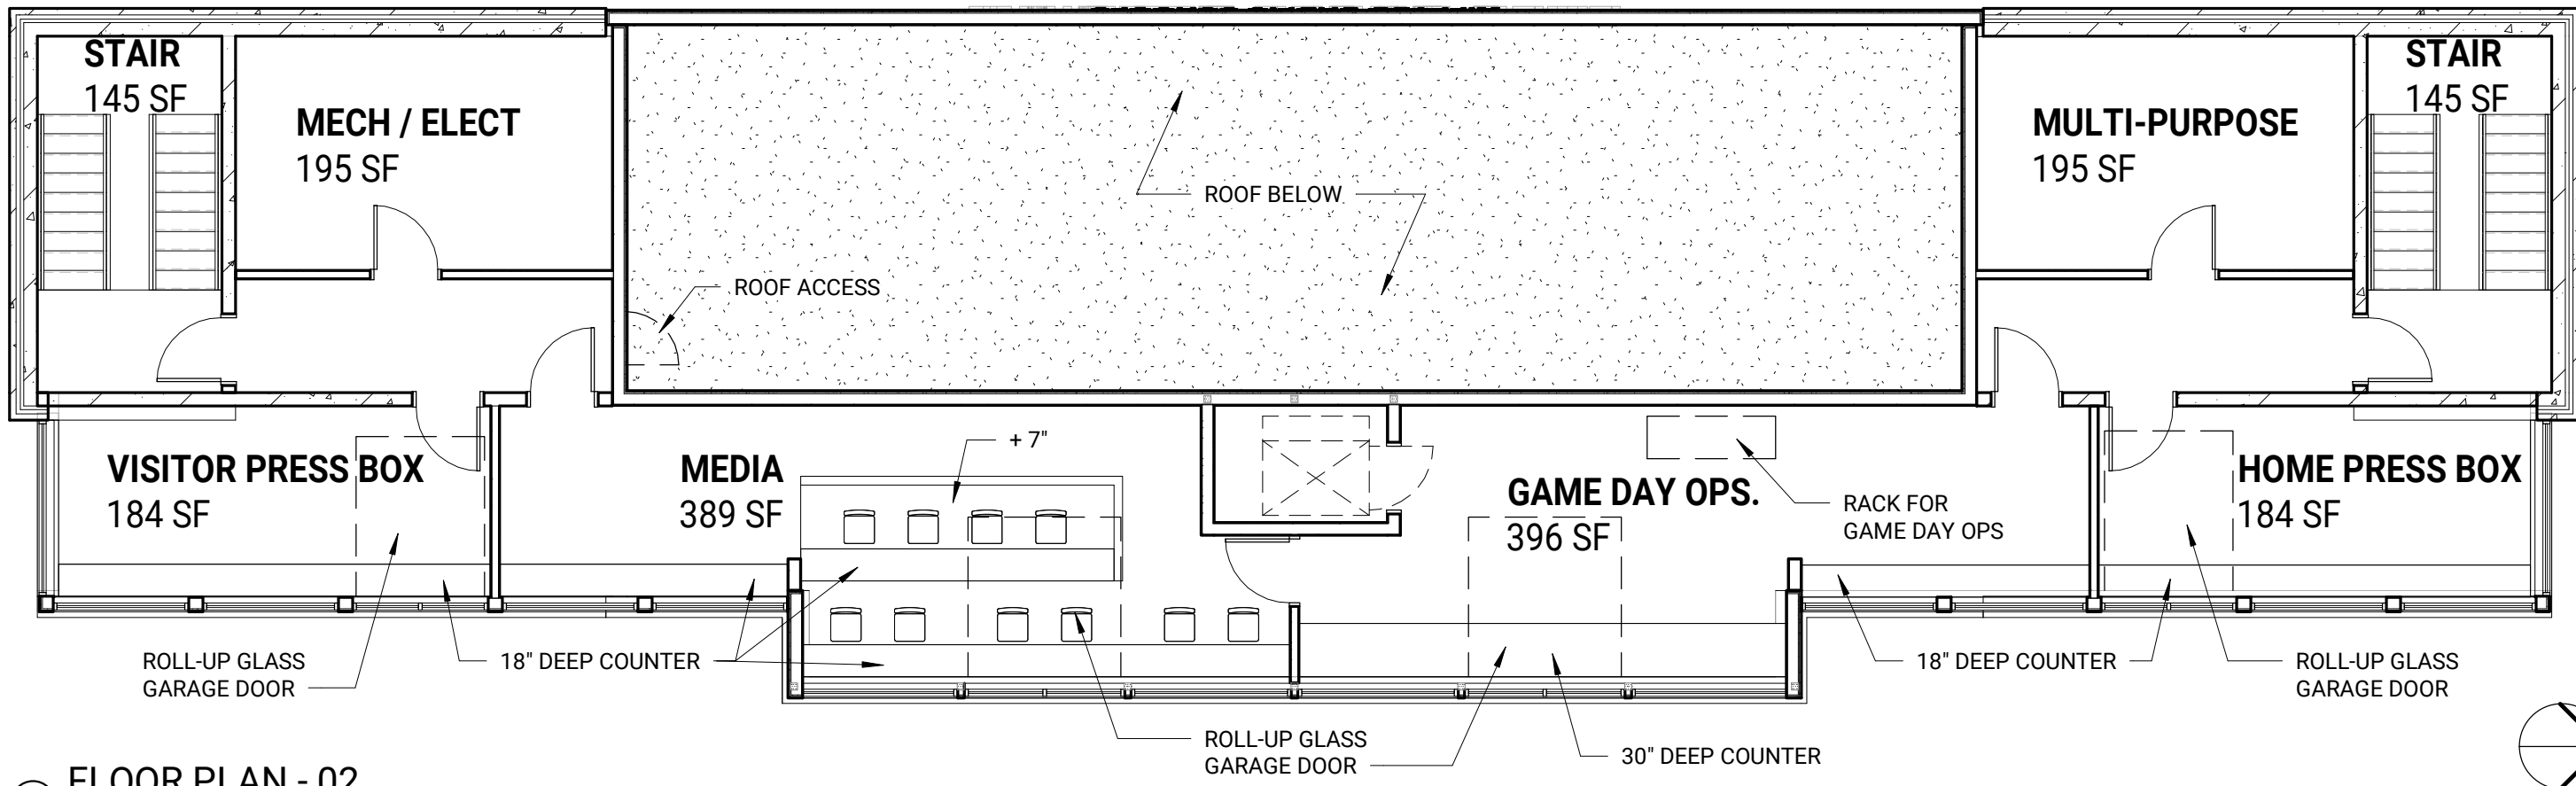 STAIR
145 SF
MECH / ELECT
195 SF
ROOF BELOW
ROOF ACCESS
MULTI-PURPOSE
195 SF
STAIR
145 SF
VISITOR PRESS BOX
184 SF
MEDIA
389 SF
+ 7"
GAME DAY OPS.
396 SF
RACK FOR
GAME DAY OPS
HOME PRESS BOX
184 SF
ROLL-UP GLASS
GARAGE DOOR
18" DEEP COUNTER
ROLL-UP GLASS
GARAGE DOOR
30" DEEP COUNTER
18" DEEP COUNTER
ROLL-UP GLASS
GARAGE DOOR
FLOOR PLAN - 02